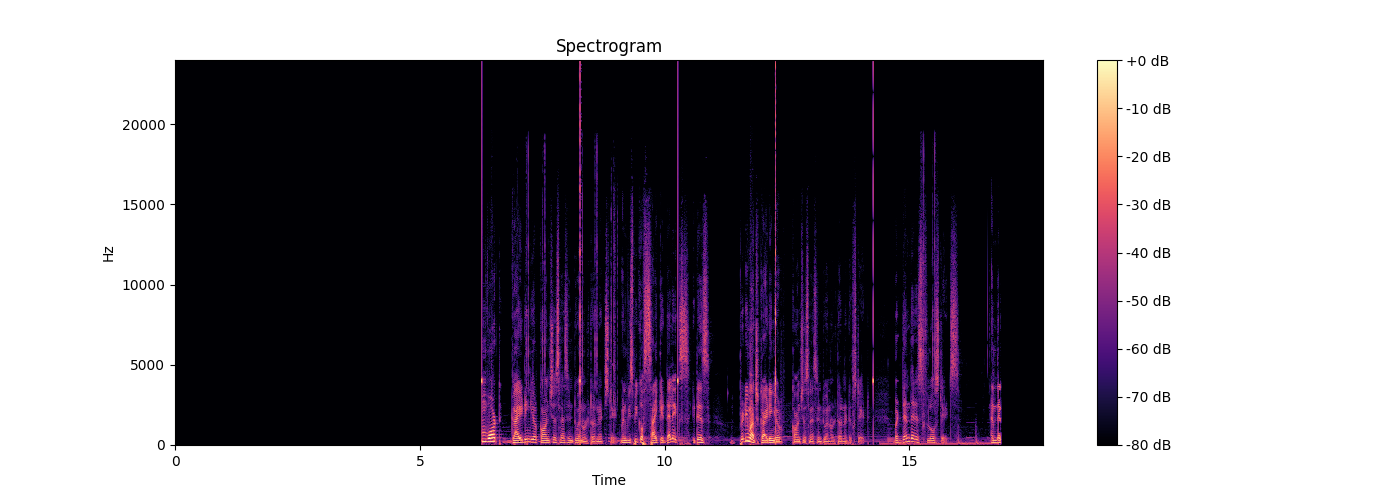 Spectrogram
Hz
20000
15000
10000
5000
0
0 5 10 15
Time
+0 dB
-10 dB
-20 dB
-30 dB
-40 dB
-50 dB
-60 dB
-70 dB
-80 dB